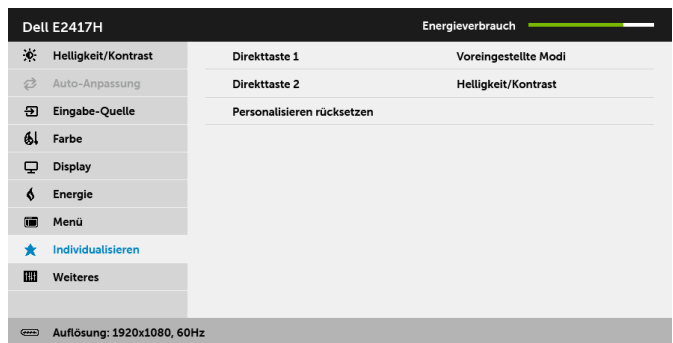 Dell E2417H
Energieverbrauch
Helligkeit/Kontrast
Direkttaste 1 Voreingestellte Modi
Auto-Anpassung
Direkttaste 2 Helligkeit/Kontrast
Eingabe-Quelle
Personalisieren rücksetzen
Farbe
Display
Energie
Menü
Individualisieren
Weiteres
Auflösung: 1920x1080, 60Hz